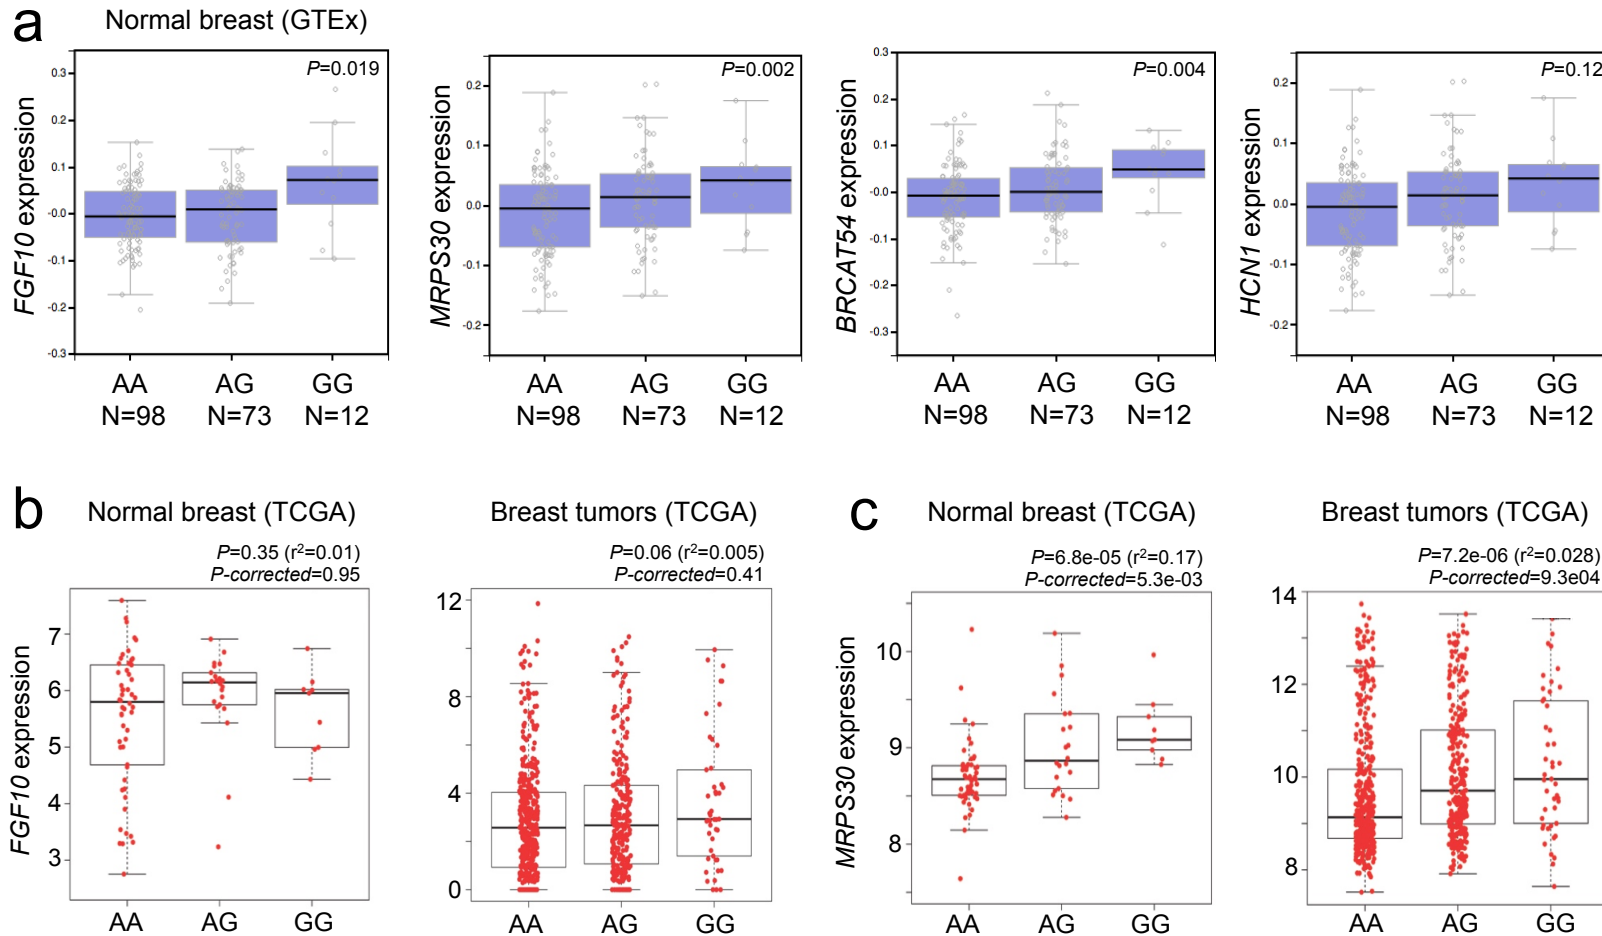 a
Normal breast (GTEx)
P=0.019
0.3
0.2
0.1
-0.0
-0.1
-0.2
-0.3
FGF10 expression
AA AG GG
N=98 N=73 N=12
P=0.002
0.2
0.1
0.0
-0.1
-0.2
MRPS30 expression
AA AG GG
N=98 N=73 N=12
P=0.004
0.3
0.2
0.1
-0.0
-0.1
-0.2
-0.3
BRCAT54 expression
AA AG GG
N=98 N=73 N=12
P=0.12
0.2
0.1
0.0
-0.1
-0.2
HCN1 expression
AA AG GG
N=98 N=73 N=12
b
Normal breast (TCGA)
P=0.35 (r²=0.01)
P-corrected=0.95
7
6
5
4
3
FGF10 expression
AA AG GG
Breast tumors (TCGA)
P=0.06 (r²=0.005)
P-corrected=0.41
12
8
4
0
AA AG GG
c
Normal breast (TCGA)
P=6.8e-05 (r²=0.17)
P-corrected=5.3e-03
10
9
8
MRPS30 expression
AA AG GG
Breast tumors (TCGA)
P=7.2e-06 (r²=0.028)
P-corrected=9.3e04
14
12
10
8
AA AG GG